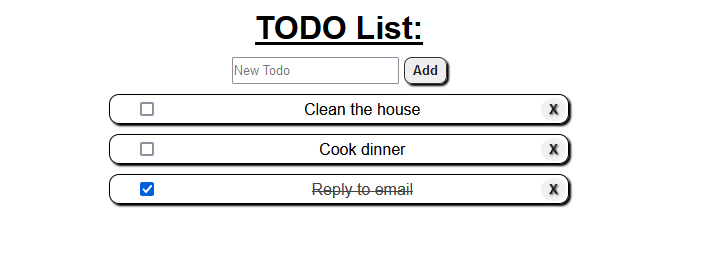 TODO List:
New Todo Add
Clean the house X
Cook dinner X
Reply to email X